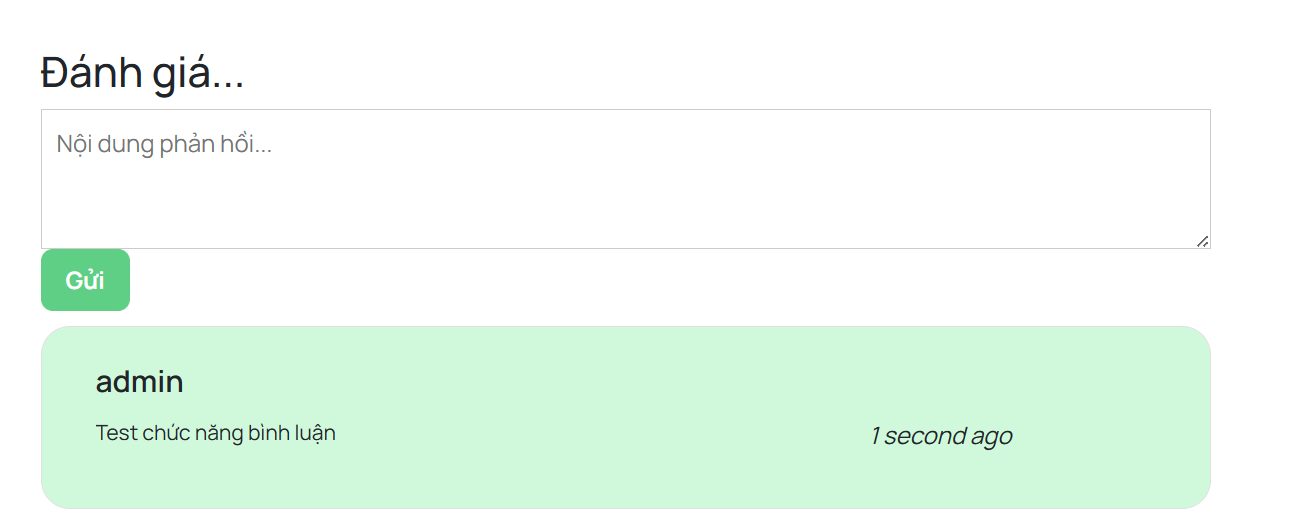 Đánh giá...
Nội dung phản hồi...
Gửi
admin
Test chức năng bình luận
1 second ago